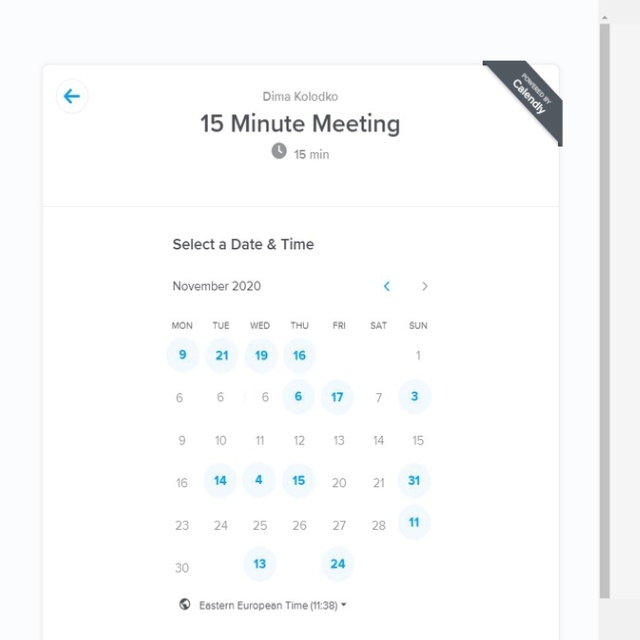 POWERED BY
Calendly
Dima Kolodko
15 Minute Meeting
15 min
Select a Date & Time
November 2020
MON TUE WED THU FRI SAT SUN
9 21 19 16 1
6 6 6 6 17 7 3
9 10 11 12 13 14 15
16 14 4 15 20 21 31
23 24 25 26 27 28 11
30 13 24
Eastern European Time (11:38)